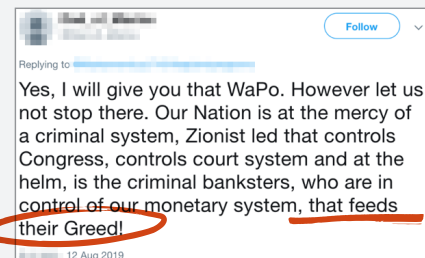 Follow
Replying to
Yes, I will give you that WaPo. However let us
not stop there. Our Nation is at the mercy of
a criminal system, Zionist led that controls
Congress, controls court system and at the
helm, is the criminal banksters, who are in
control of our monetary system, that feeds
their Greed!
12 Aug 2019